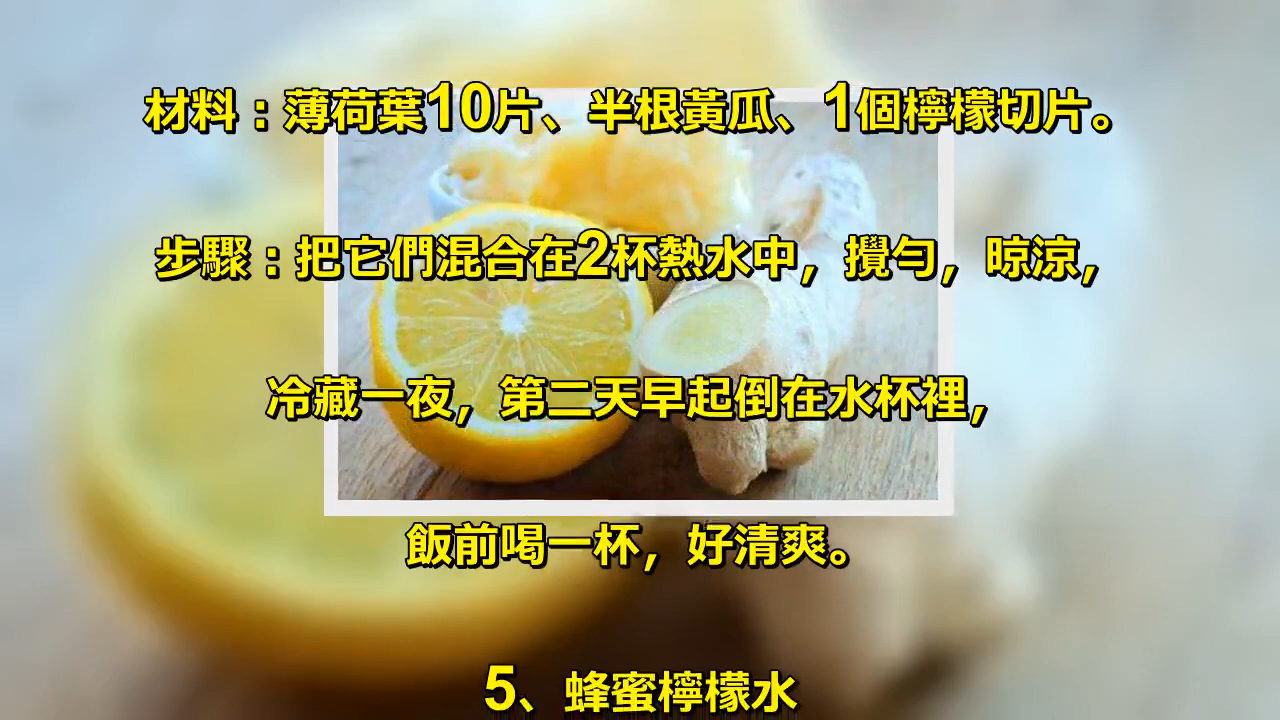 材料：薄荷葉10片、半根黃瓜、1個檸檬切片。
步驟：把它們混合在2杯熱水中，攪勻，晾涼，
冷藏一夜，第二天早起倒在水杯裡，
飯前喝一杯，好清爽。
5、蜂蜜檸檬水